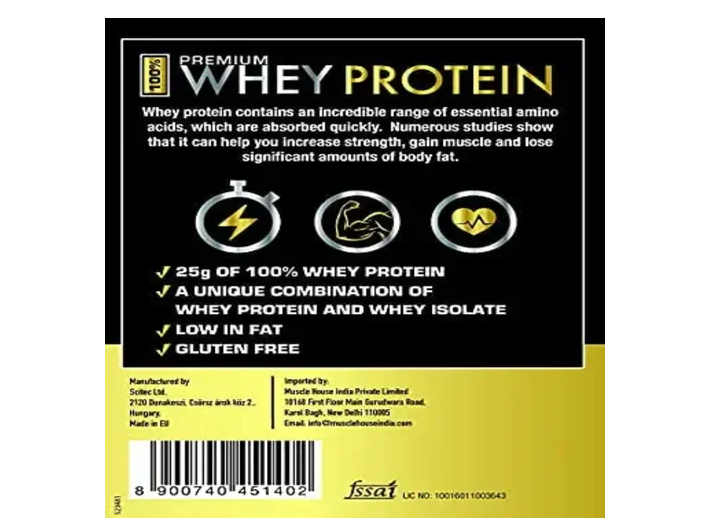 100% PREMIUM
WHEY PROTEIN
Whey protein contains an incredible range of essential amino
acids, which are absorbed quickly. Numerous studies show
that it can help you increase strength, gain muscle and lose
significant amounts of body fat.
25g OF 100% WHEY PROTEIN
A UNIQUE COMBINATION OF
WHEY PROTEIN AND WHEY ISOLATE
LOW IN FAT
GLUTEN FREE
Manufactured by
Scitec Ltd.
2120 Dunakeszi, Csörsz árok köz 2.,
Hungary.
Made in EU
Imported by:
Muscle House India Private Limited
10168 First Floor Main Gurudwara Road,
Karol Bagh, New Delhi 110005
Email: info@musclehouseindia.com
8 900740 451402
fssai LIC NO: 10016011003643
523481